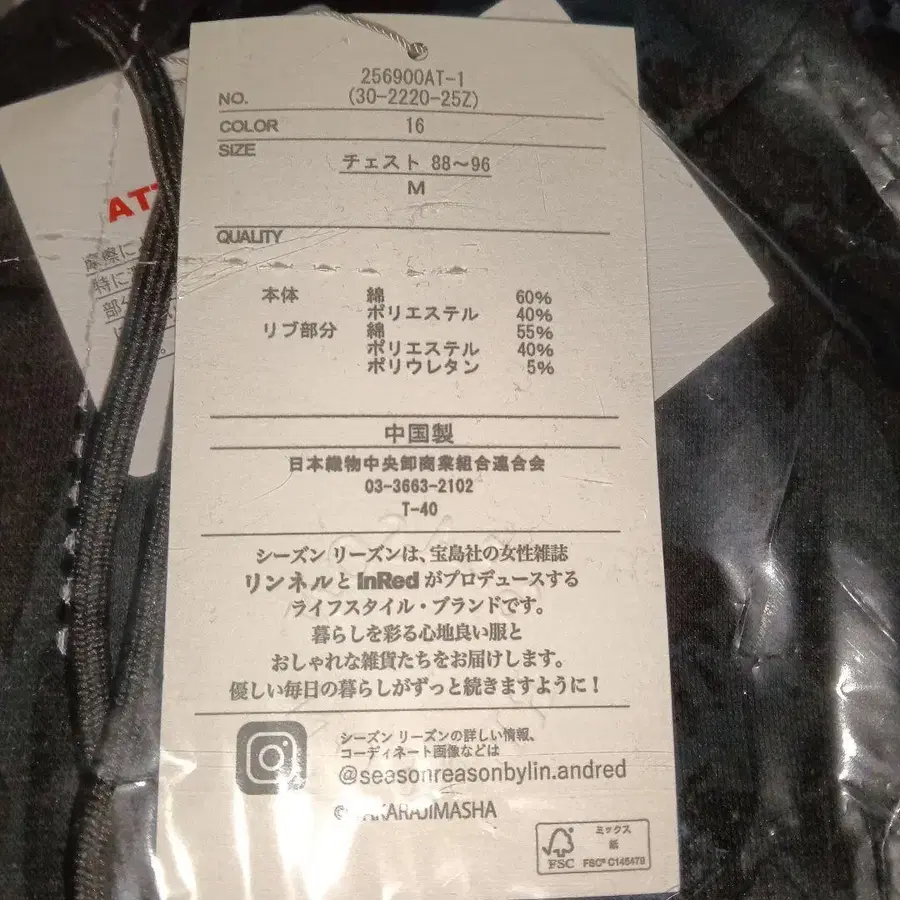 256900AT-1
NO. (30-2220-25Z)
COLOR 16
SIZE
チェスト 88～96
M
QUALITY
本体 綿 60%
ポリエステル 40%
リブ部分 綿 55%
ポリエステル 40%
ポリウレタン 5%
中国製
日本織物中央卸商業組合連合会
03-3663-2102
T-40
シーズン リーズンは、宝島社の女性雑誌
リンネルと InRed がプロデュースする
ライフスタイル・ブランドです。
暮らしを彩る心地良い服と
おしゃれな雑貨たちをお届けします。
優しい毎日の暮らしがずっと続きますように！
シーズン リーズンの詳しい情報、
コーディネート画像などは
@seasonreasonbylin.andred
© TAKARAJIMASHA
ミックス
紙
FSC
FSC® C145479
摩擦に
特に
部分